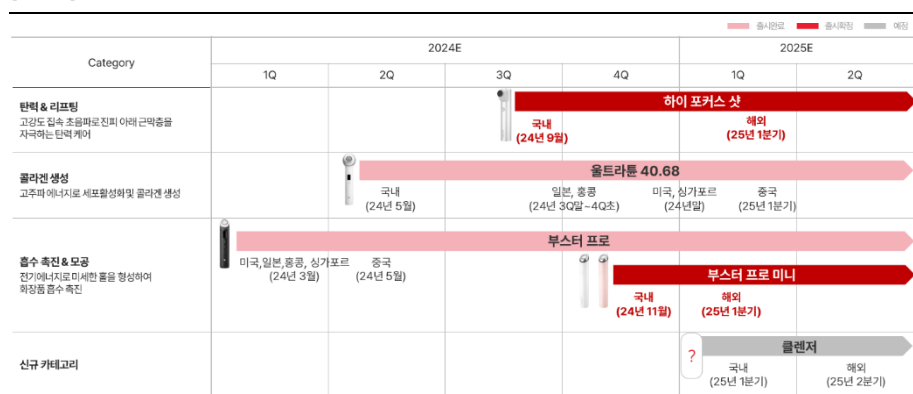 출시완료 출시확정 예정
Category 2024E 2025E
1Q 2Q 3Q 4Q 1Q 2Q
탄력 & 리프팅
고강도 집속 초음파로 진피 아래 근막층을
자극하는 탄력 케어
하이 포커스 샷
국내 해외
(24년 9월) (25년 1분기)
콜라겐 생성
고주파 에너지로 세포활성화 및 콜라겐 생성
울트라튠 40.68
국내 일본, 홍콩 미국, 싱가포르 중국
(24년 5월) (24년 3Q말~4Q초) (24년말) (25년 1분기)
흡수 촉진 & 모공
전기에너지로 미세한 홀을 형성하여
화장품 흡수 촉진
부스터 프로
미국,일본,홍콩, 싱가포르 중국
(24년 3월) (24년 5월)
부스터 프로 미니
국내 해외
(24년 11월) (25년 1분기)
신규 카테고리
?
클렌저
국내 해외
(25년 1분기) (25년 2분기)